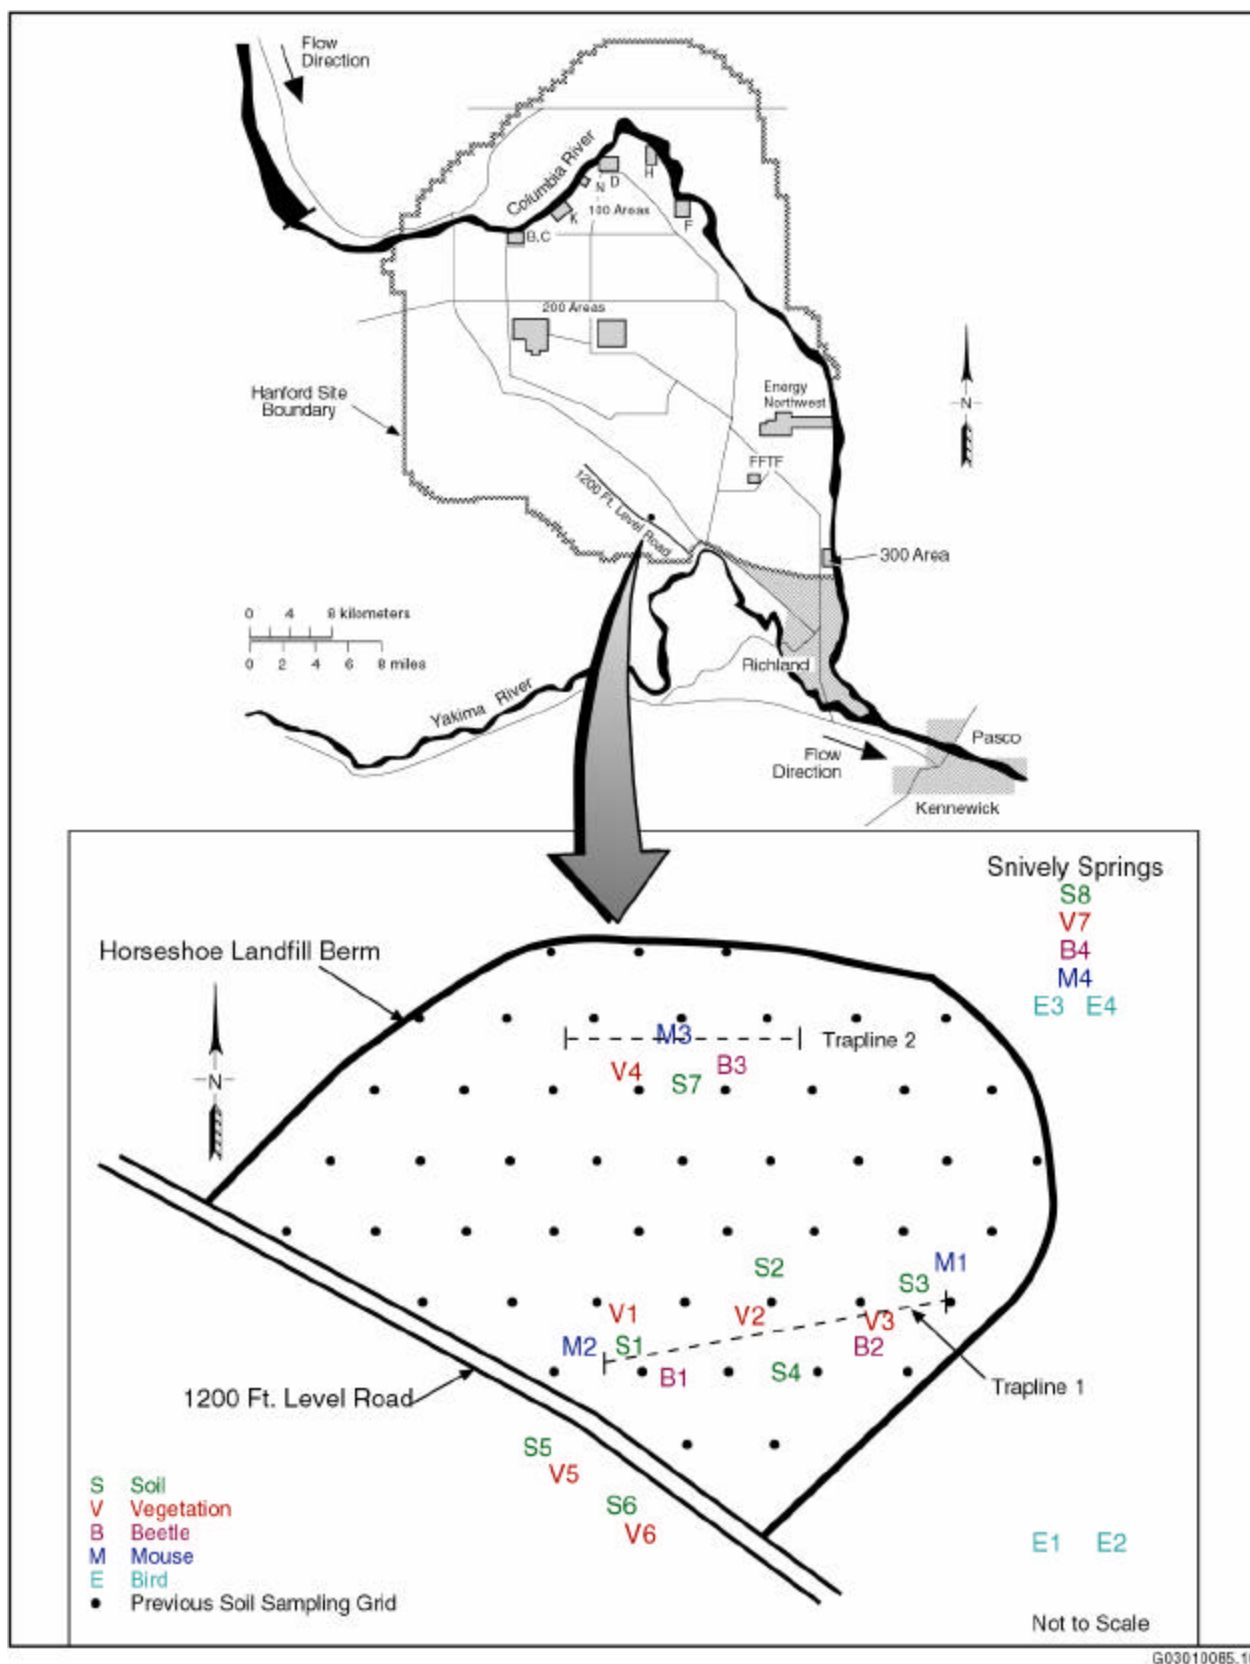 Flow
Direction
Columbia River
H
D
N
K
100 Areas
F
B,C
200 Areas
Hanford Site
Boundary
Energy
Northwest
N
FFTF
1200 Ft. Level Road
300 Area
0 4 8 kilometers
0 2 4 6 8 miles
Richland
Yakima River
Flow
Direction
Pasco
Kennewick
Snively Springs
S8
V7
B4
M4
E3 E4
Horseshoe Landfill Berm
N
M3
Trapline 2
V4
B3
S7
S2
M1
S3
V1
V2
V3
M2
S1
B2
B1
S4
Trapline 1
1200 Ft. Level Road
S5
V5
S6
V6
S Soil
V Vegetation
B Beetle
M Mouse
E Bird
Previous Soil Sampling Grid
E1 E2
Not to Scale